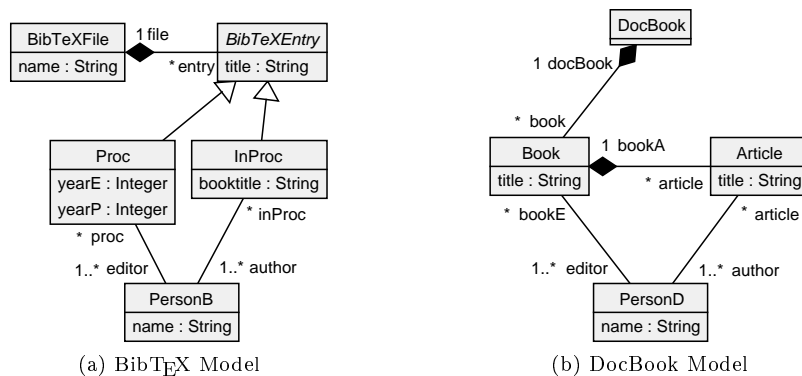 BibTeXFile
name : String
1 file
* entry
BibTeXEntry
title : String
Proc
yearE : Integer
yearP : Integer
InProc
booktitle : String
* proc
* inProc
1..* editor
1..* author
PersonB
name : String
(a) BibTEX Model
DocBook
1 docBook
* book
Book
title : String
1 bookA
* article
Article
title : String
* bookE
* article
1..* editor
1..* author
PersonD
name : String
(b) DocBook Model